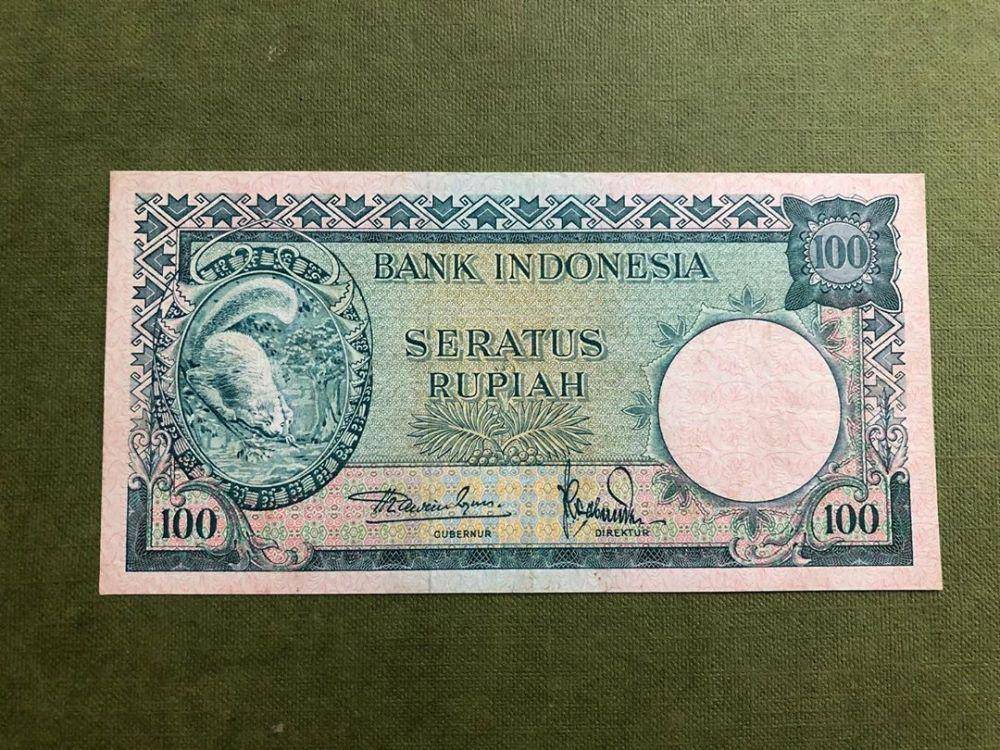 100
BANK INDONESIA
SERATUS
RUPIAH
100
GUBERNUR
DIREKTUR
100